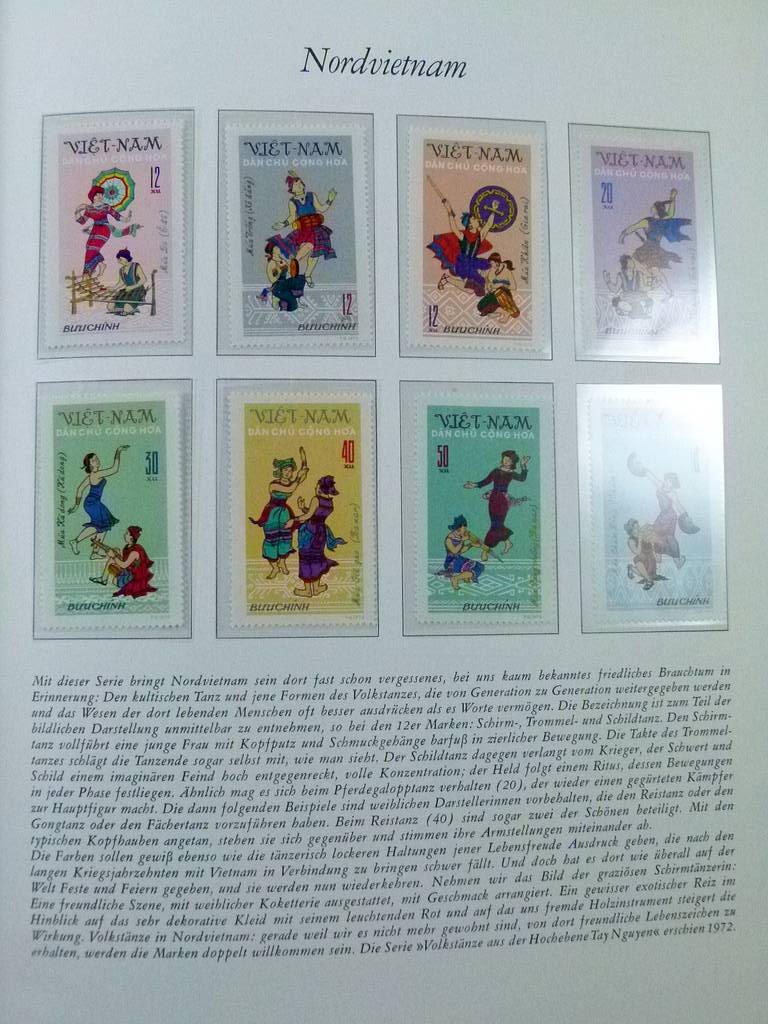 Nordvietnam
VIỆT-NAM
DÂN CHỦ CỘNG HÒA
12
XU
BƯU CHÍNH
VIỆT-NAM
DÂN CHỦ CỘNG HÒA
12
BƯU CHÍNH
VIỆT-NAM
DÂN CHỦ CỘNG HÒA
12
XU
BƯU CHÍNH
VIỆT-NAM
DÂN CHỦ CỘNG HÒA
20
XU
BƯU CHÍNH
VIỆT-NAM
DÂN CHỦ CỘNG HÒA
30
XU
BƯU CHÍNH
VIỆT-NAM
DÂN CHỦ CỘNG HÒA
40
XU
BƯU CHÍNH
VIỆT-NAM
DÂN CHỦ CỘNG HÒA
50
XU
BƯU CHÍNH
BƯU CHÍNH
Mit dieser Serie bringt Nordvietnam sein dort fast schon vergessenes, bei uns kaum bekanntes friedliches Brauchtum in
Erinnerung: Den kultischen Tanz und jene Formen des Volkstanzes, die von Generation zu Generation weitergegeben werden
und das Wesen der dort lebenden Menschen oft besser ausdrücken als es Worte vermögen. Die Bezeichnung ist zum Teil der
bildlichen Darstellung unmittelbar zu entnehmen, so bei den 12er Marken: Schirm-, Trommel- und Schildtanz. Den Schirm-
tanz vollführt eine junge Frau mit Kopfputz und Schmuckgehänge barfuß in zierlicher Bewegung. Die Takte des Trommel-
tanzes schlägt die Tanzende sogar selbst mit, wie man sieht. Der Schildtanz dagegen verlangt vom Krieger, der Schwert und
Schild einem imaginären Feind hoch entgegenreckt, volle Konzentration; der Held folgt einem Ritus, dessen Bewegungen
in jeder Phase festliegen. Ähnlich mag es sich beim Pferdegalopptanz verhalten (20), der wieder einen gegürteten Kämpfer
zur Hauptfigur macht. Die dann folgenden Beispiele sind weiblichen Darstellerinnen vorbehalten, die den Reistanz oder den
Gongtanz oder den Fächertanz vorzuführen haben. Beim Reistanz (40) sind sogar zwei der Schönen beteiligt. Mit den
typischen Kopfhauben angetan, stehen sie sich gegenüber und stimmen ihre Armstellungen miteinander ab.
Die Farben sollen gewiß ebenso wie die tänzerisch lockeren Haltungen jener Lebensfreude Ausdruck geben, die nach den
langen Kriegsjahrzehnten mit Vietnam in Verbindung zu bringen schwer fällt. Und doch hat es dort wie überall auf der
Welt Feste und Feiern gegeben, und sie werden nun wiederkehren. Nehmen wir das Bild der graziösen Schirmtänzerin:
Eine freundliche Szene, mit weiblicher Koketterie ausgestattet, mit Geschmack arrangiert. Ein gewisser exotischer Reiz im
Hinblick auf das sehr dekorative Kleid mit seinem leuchtenden Rot und auf das uns fremde Holzinstrument steigert die
Wirkung. Volkstänze in Nordvietnam: gerade weil wir es nicht mehr gewohnt sind, von dort freundliche Lebenszeichen zu
erhalten, werden die Marken doppelt willkommen sein. Die Serie »Volkstänze aus der Hochebene Tay Nguyen« erschien 1972.